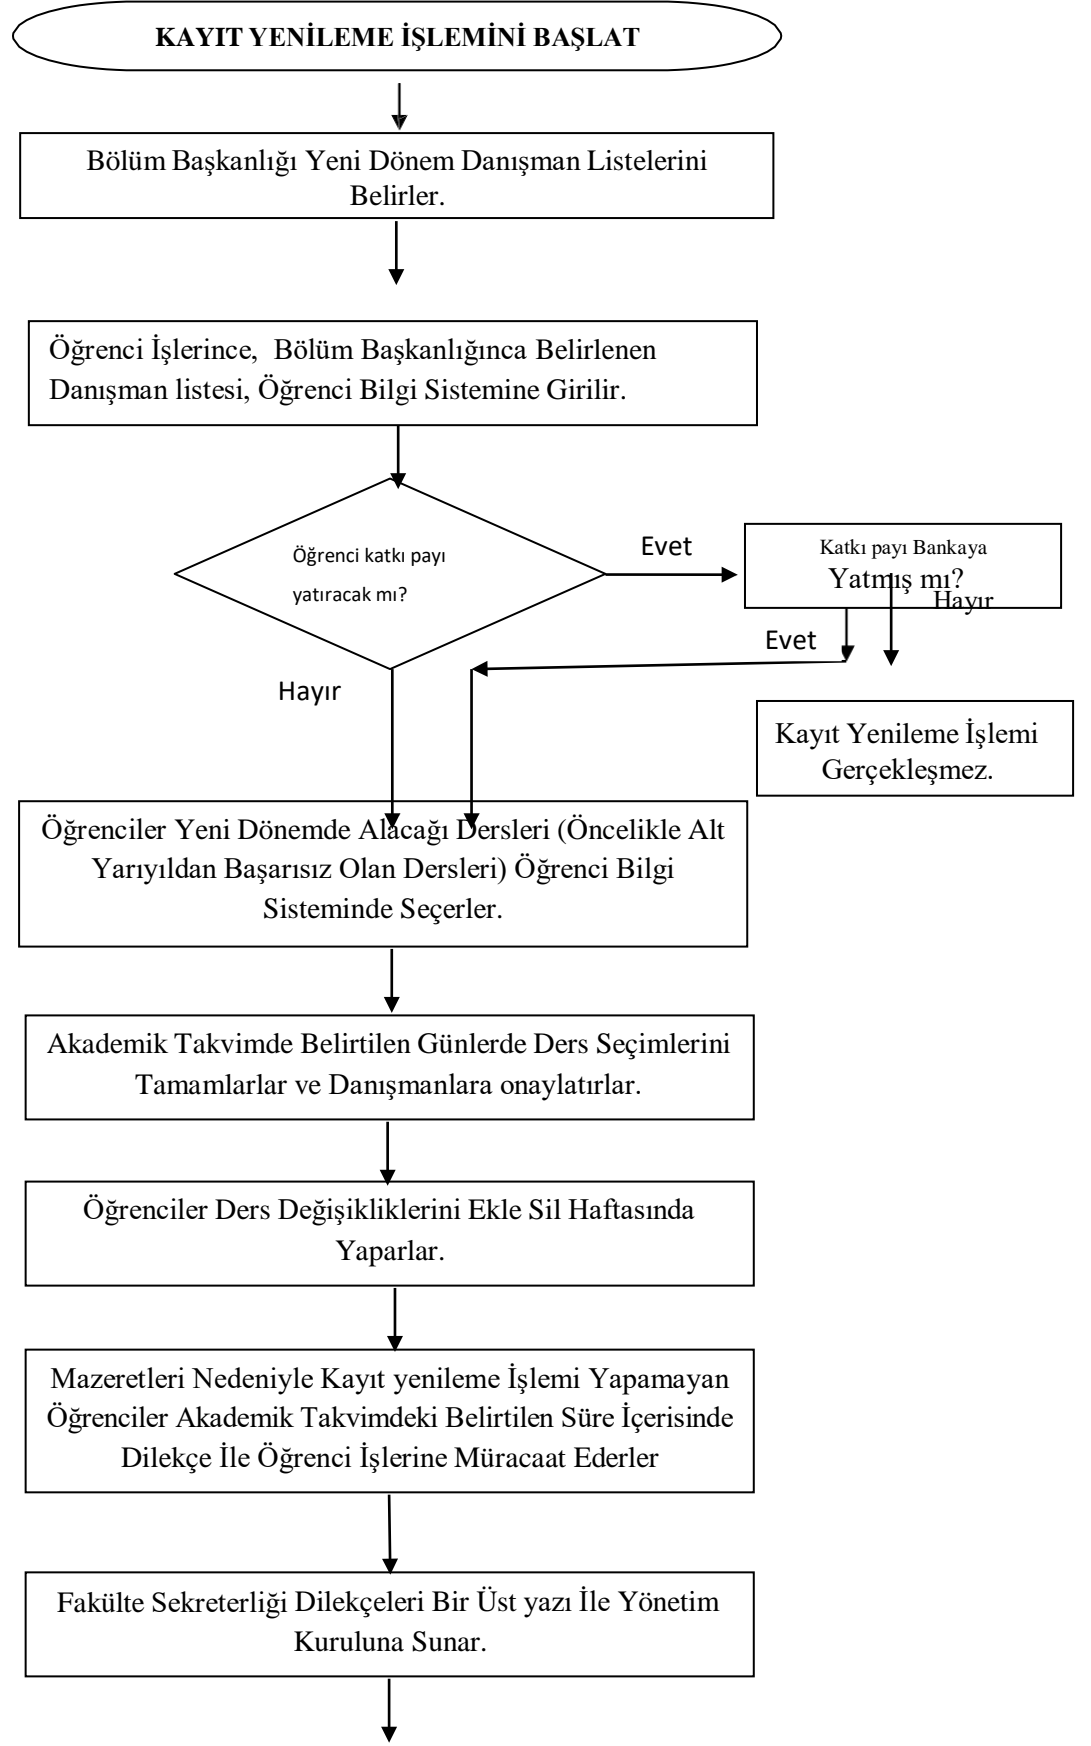 KAYIT YENİLEME İŞLEMİNİ BAŞLAT
Bölüm Başkanlığı Yeni Dönem Danışman Listelerini
Belirler.
Öğrenci İşlerince,  Bölüm Başkanlığınca Belirlenen
Danışman listesi, Öğrenci Bilgi Sistemine Girilir.
Öğrenci katkı payı
yatıracak mı?
Evet
Katkı payı Bankaya
Yatmış mı?
Hayır
Evet
Hayır
Kayıt Yenileme İşlemi
Gerçekleşmez.
Öğrenciler Yeni Dönemde Alacağı Dersleri (Öncelikle Alt
Yarıyıldan Başarısız Olan Dersleri) Öğrenci Bilgi
Sisteminde Seçerler.
Akademik Takvimde Belirtilen Günlerde Ders Seçimlerini
Tamamlarlar ve Danışmanlara onaylatırlar.
Öğrenciler Ders Değişikliklerini Ekle Sil Haftasında
Yaparlar.
Mazeretleri Nedeniyle Kayıt yenileme İşlemi Yapamayan
Öğrenciler Akademik Takvimdeki Belirtilen Süre İçerisinde
Dilekçe İle Öğrenci İşlerine Müracaat Ederler
Fakülte Sekreterliği Dilekçeleri Bir Üst yazı İle Yönetim
Kuruluna Sunar.